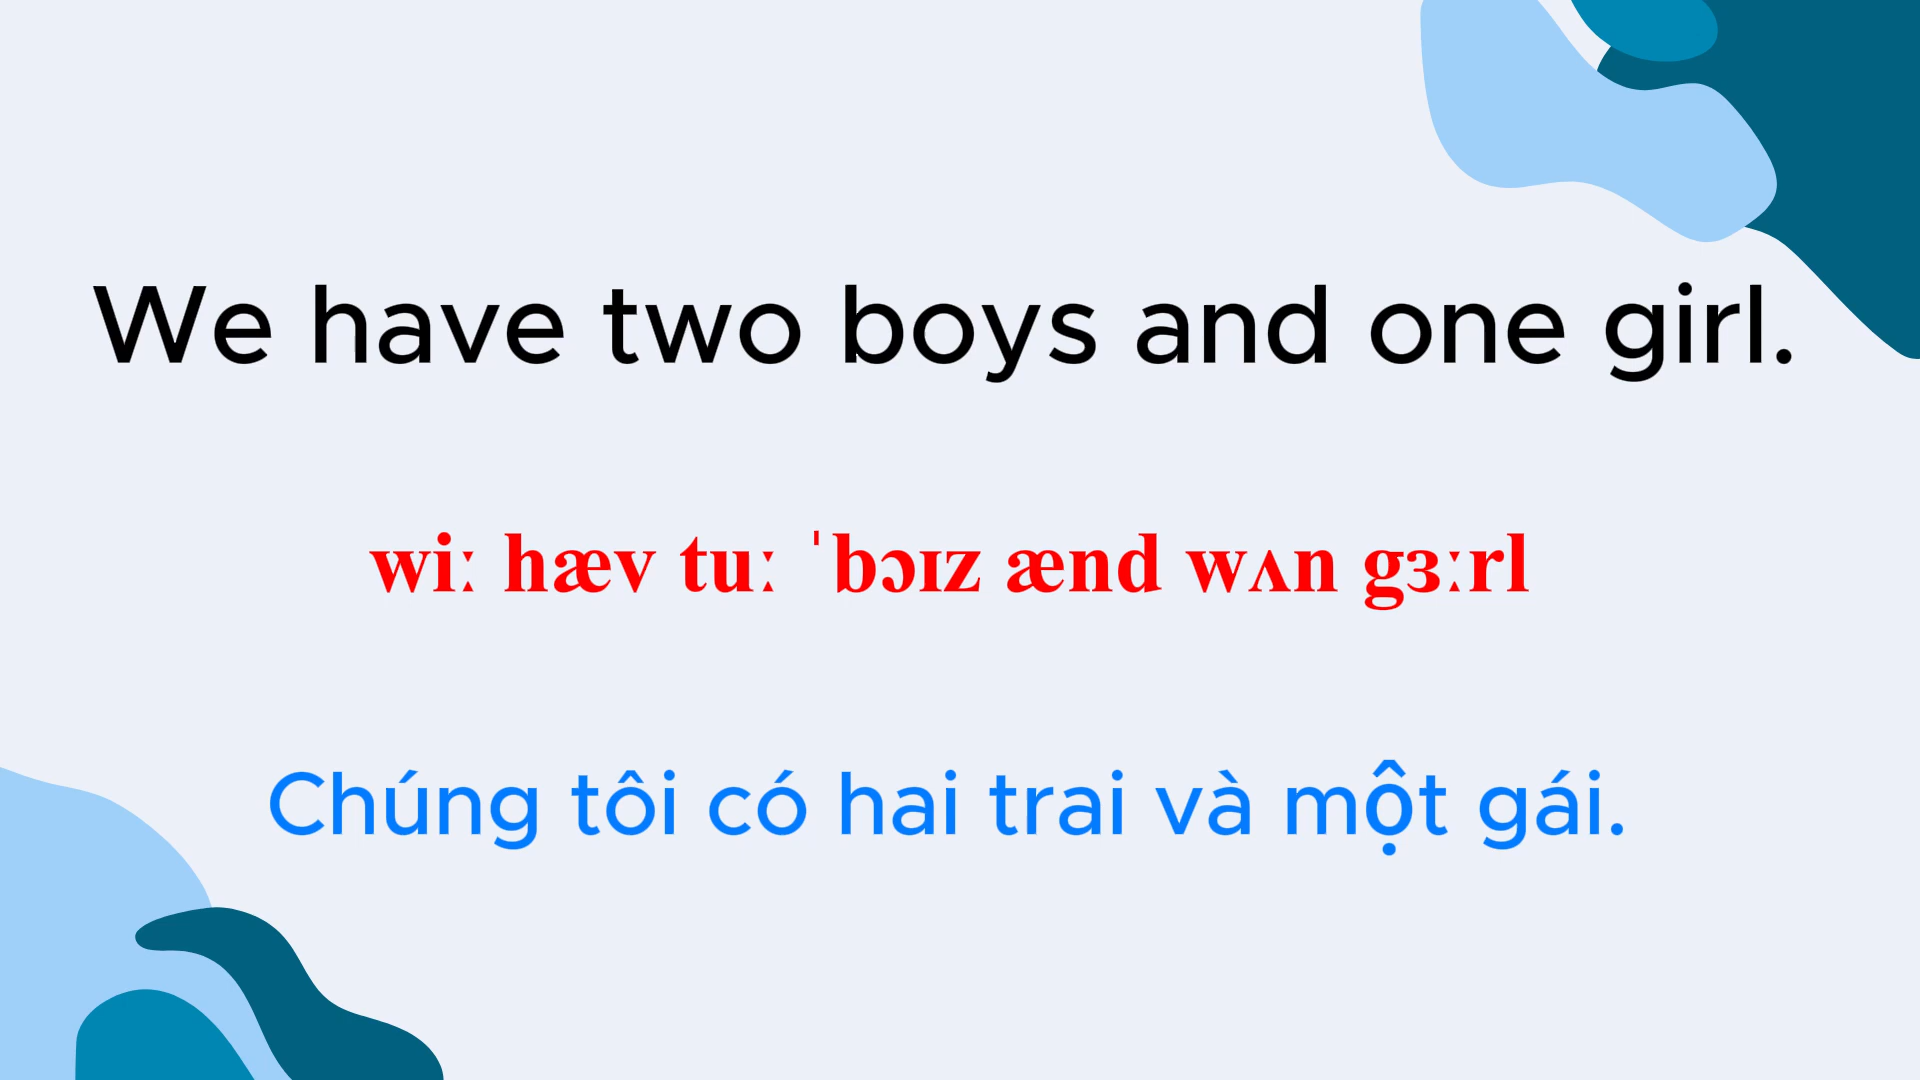 We have two boys and one girl.
wiː hæv tuː ˈbɔɪz ænd wʌn gɜːrl
Chúng tôi có hai trai và một gái.